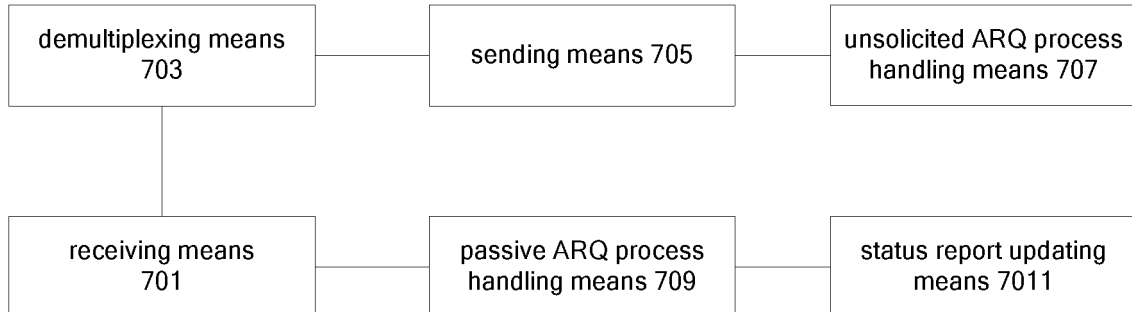 demultiplexing means
703
sending means 705
unsolicited ARQ process
handling means 707
receiving means
701
passive ARQ process
handling means 709
status report updating
means 7011